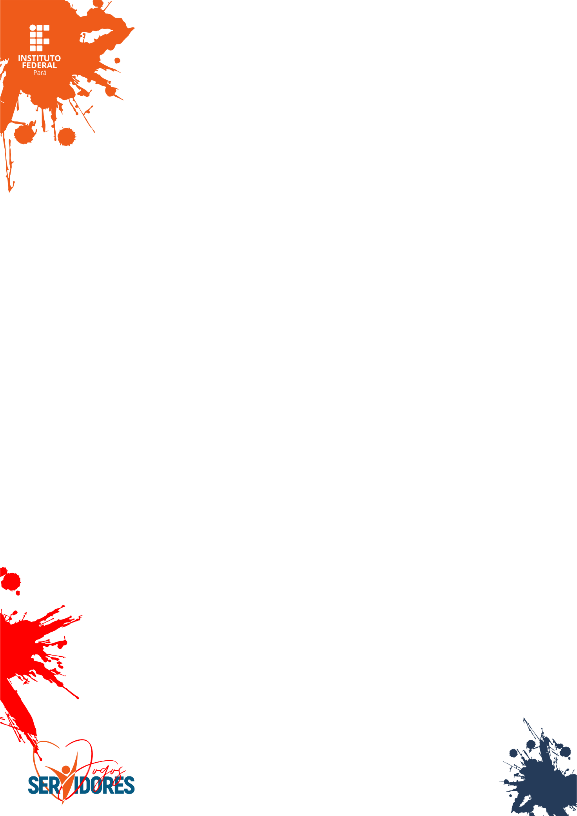 INSTITUTO
FEDERAL
Pará
Jogos
SERVIDORES